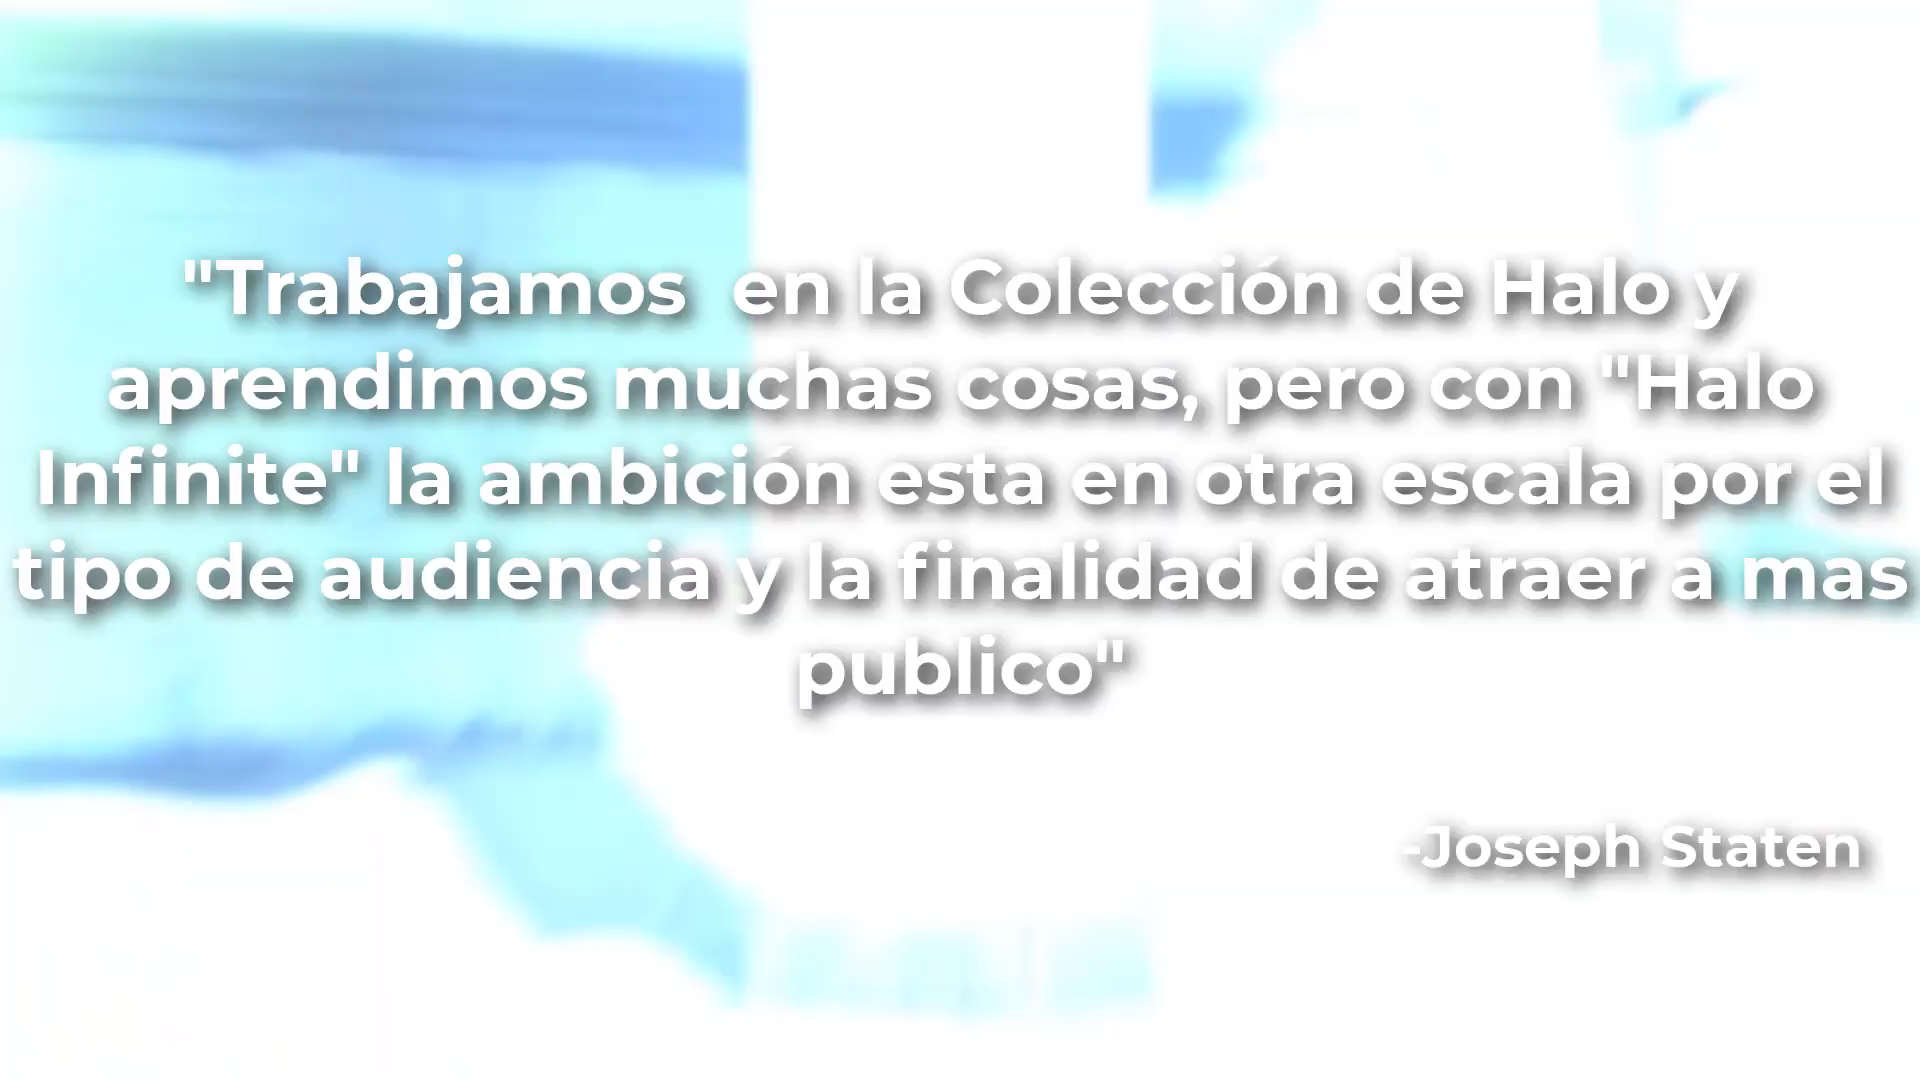 "Trabajamos  en la Colección de Halo y
aprendimos muchas cosas, pero con "Halo
Infinite" la ambición esta en otra escala por el
tipo de audiencia y la finalidad de atraer a mas
publico"
-Joseph Staten